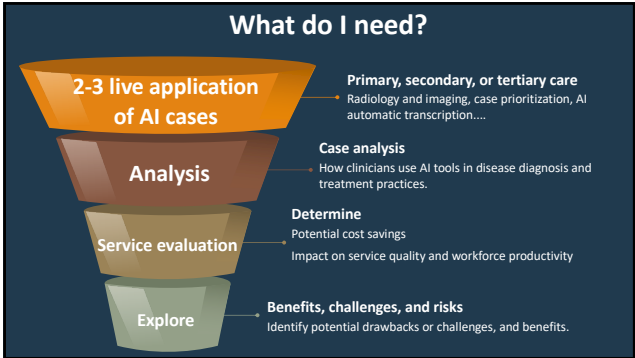 What do I need?
2-3 live application
of AI cases
Primary, secondary, or tertiary care
Radiology and imaging, case prioritization, AI
automatic transcription....
Analysis
Case analysis
How clinicians use AI tools in disease diagnosis and
treatment practices.
Service evaluation
Determine
Potential cost savings
Impact on service quality and workforce productivity
Explore
Benefits, challenges, and risks
Identify potential drawbacks or challenges, and benefits.